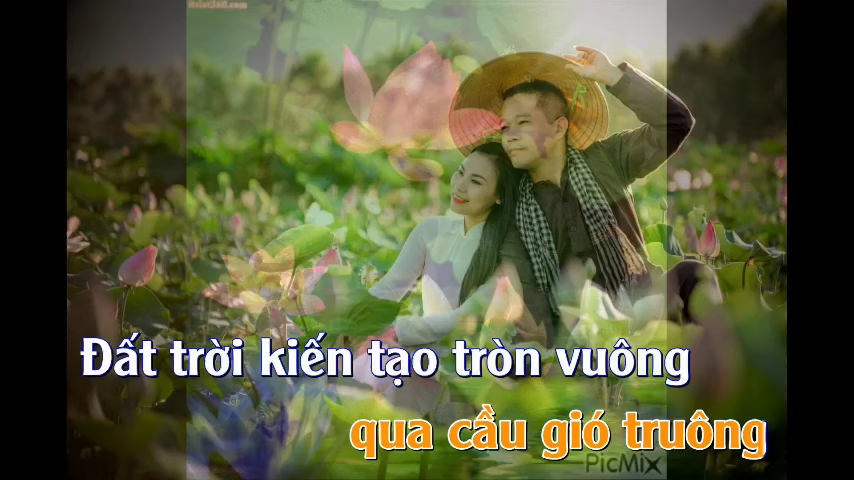 Đất trời kiến tạo tròn vuông
qua cầu gió truông
PicMix